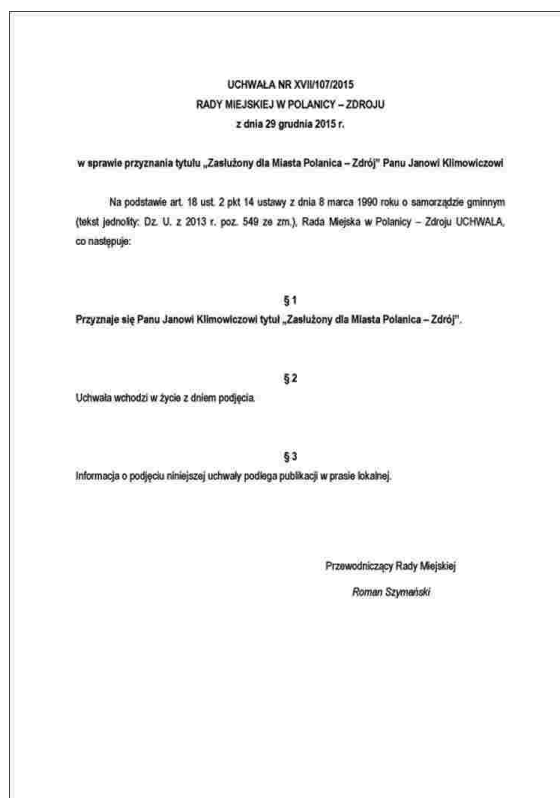 UCHWAŁA NR XVII/107/2015
RADY MIEJSKIEJ W POLANICY – ZDROJU
z dnia 29 grudnia 2015 r.
w sprawie przyznania tytułu „Zasłużony dla Miasta Polanica – Zdrój” Panu Janowi Klimowiczowi
Na podstawie art. 18 ust. 2 pkt 14 ustawy z dnia 8 marca 1990 roku o samorządzie gminnym
(tekst jednolity: Dz. U. z 2013 r. poz. 549 ze zm.), Rada Miejska w Polanicy – Zdroju UCHWALA,
co następuje:
§ 1
Przyznaje się Panu Janowi Klimowiczowi tytuł „Zasłużony dla Miasta Polanica – Zdrój”.
§ 2
Uchwała wchodzi w życie z dniem podjęcia.
§ 3
Informacja o podjęciu niniejszej uchwały podlega publikacji w prasie lokalnej.
Przewodniczący Rady Miejskiej
Roman Szymański